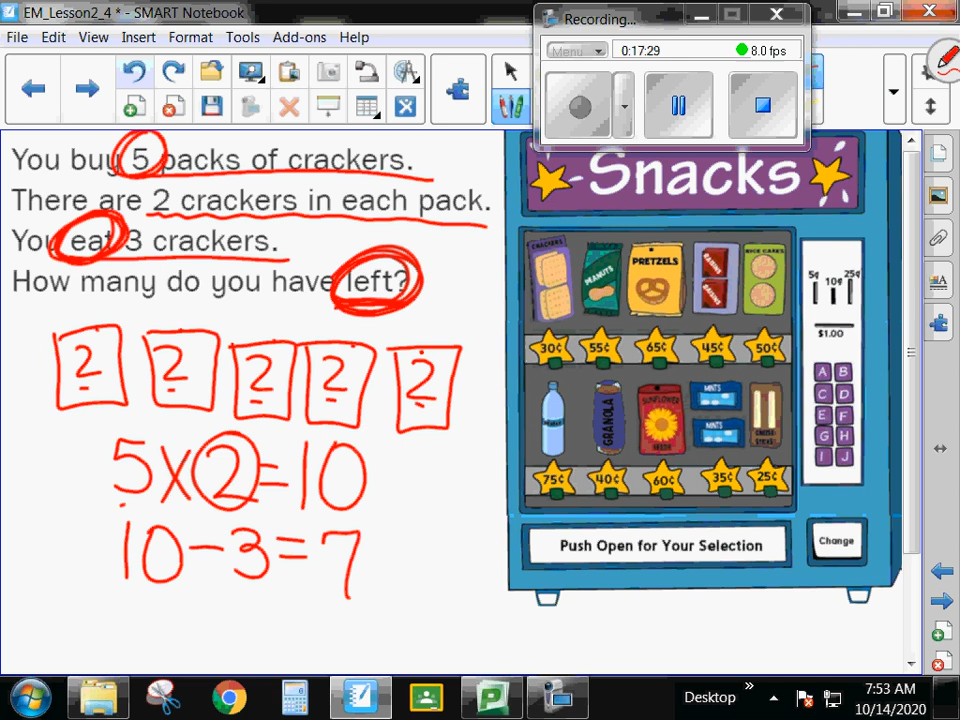 EM_Lesson2_4 * - SMART Notebook
Recording...
File Edit View Insert Format Tools Add-ons Help
Menu
0:17:29
8.0 fps
You buy 5 packs of crackers.
There are 2 crackers in each pack.
You eat 3 crackers.
How many do you have left?
2 2 2 2 2
5X2=10
10-3=7
Snacks
CRACKERS
PEANUTS
PRETZELS
RAISINS
RAISINS
RICE CAKES
30¢ 55¢ 65¢ 45¢ 50¢
GRANOLA
SUNFLOWER
SEEDS
MINTS
MINTS
CHEESE
STICKS
75¢ 40¢ 60¢ 35¢ 25¢
5¢ 10¢ 25¢
$1.00
A B
C D
E F
G H
I J
Push Open for Your Selection
Change
Desktop
7:53 AM
10/14/2020